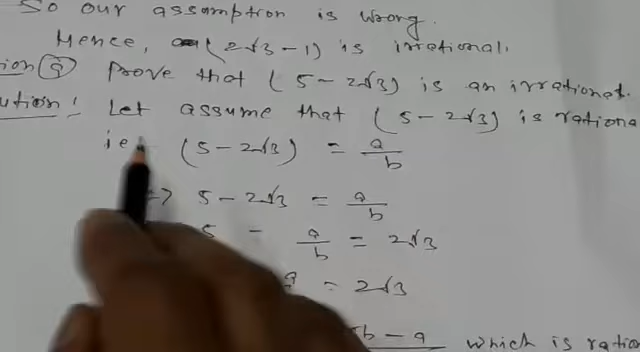 So our assumption is wrong.
Hence, (2√3 - 1) is irrational.
Prove that (5 - 2√3) is an irrational.
Let assume that (5 - 2√3) is
ie (5 - 2√3) = a/b
=> 5 - 2√3 = a/b
5 - a/b = 2√3
a = 2√3
b - a which is